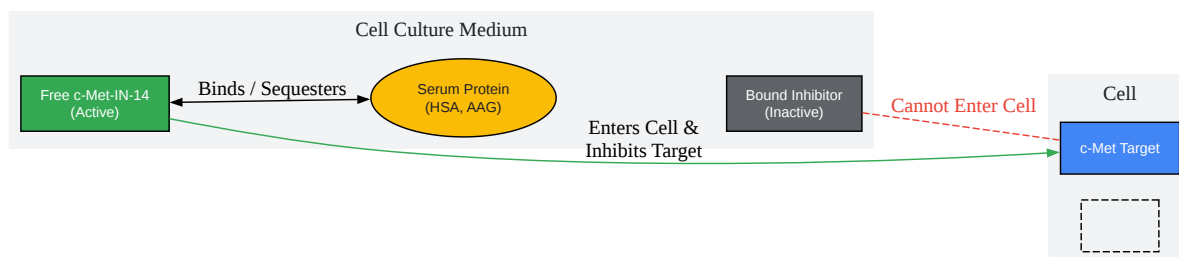 Cell Culture Medium
Free c-Met-IN-14
(Active)
Binds / Sequesters
Serum Protein
(HSA, AAG)
Bound Inhibitor
(Inactive)
Cannot Enter Cell
Cell
Enters Cell &
Inhibits Target
c-Met Target